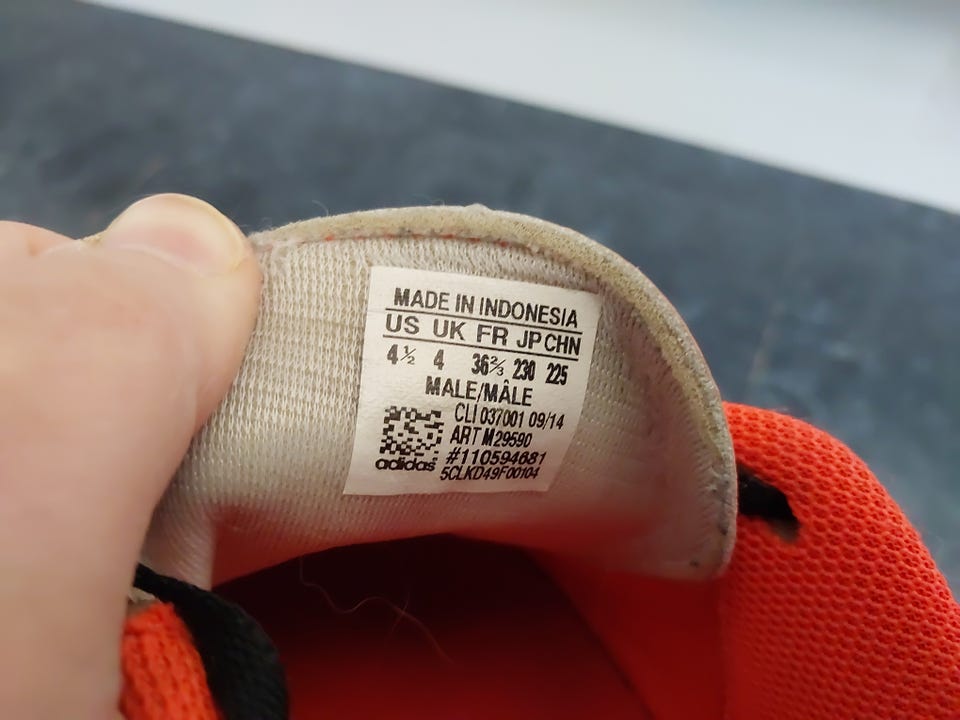 MADE IN INDONESIA
US UK FR JP CHN
4½ 4 36⅔ 230 225
MALE/MÂLE
CLI 037001 09/14
ART M29590
#110594681
adidas 5CLKD49F00104